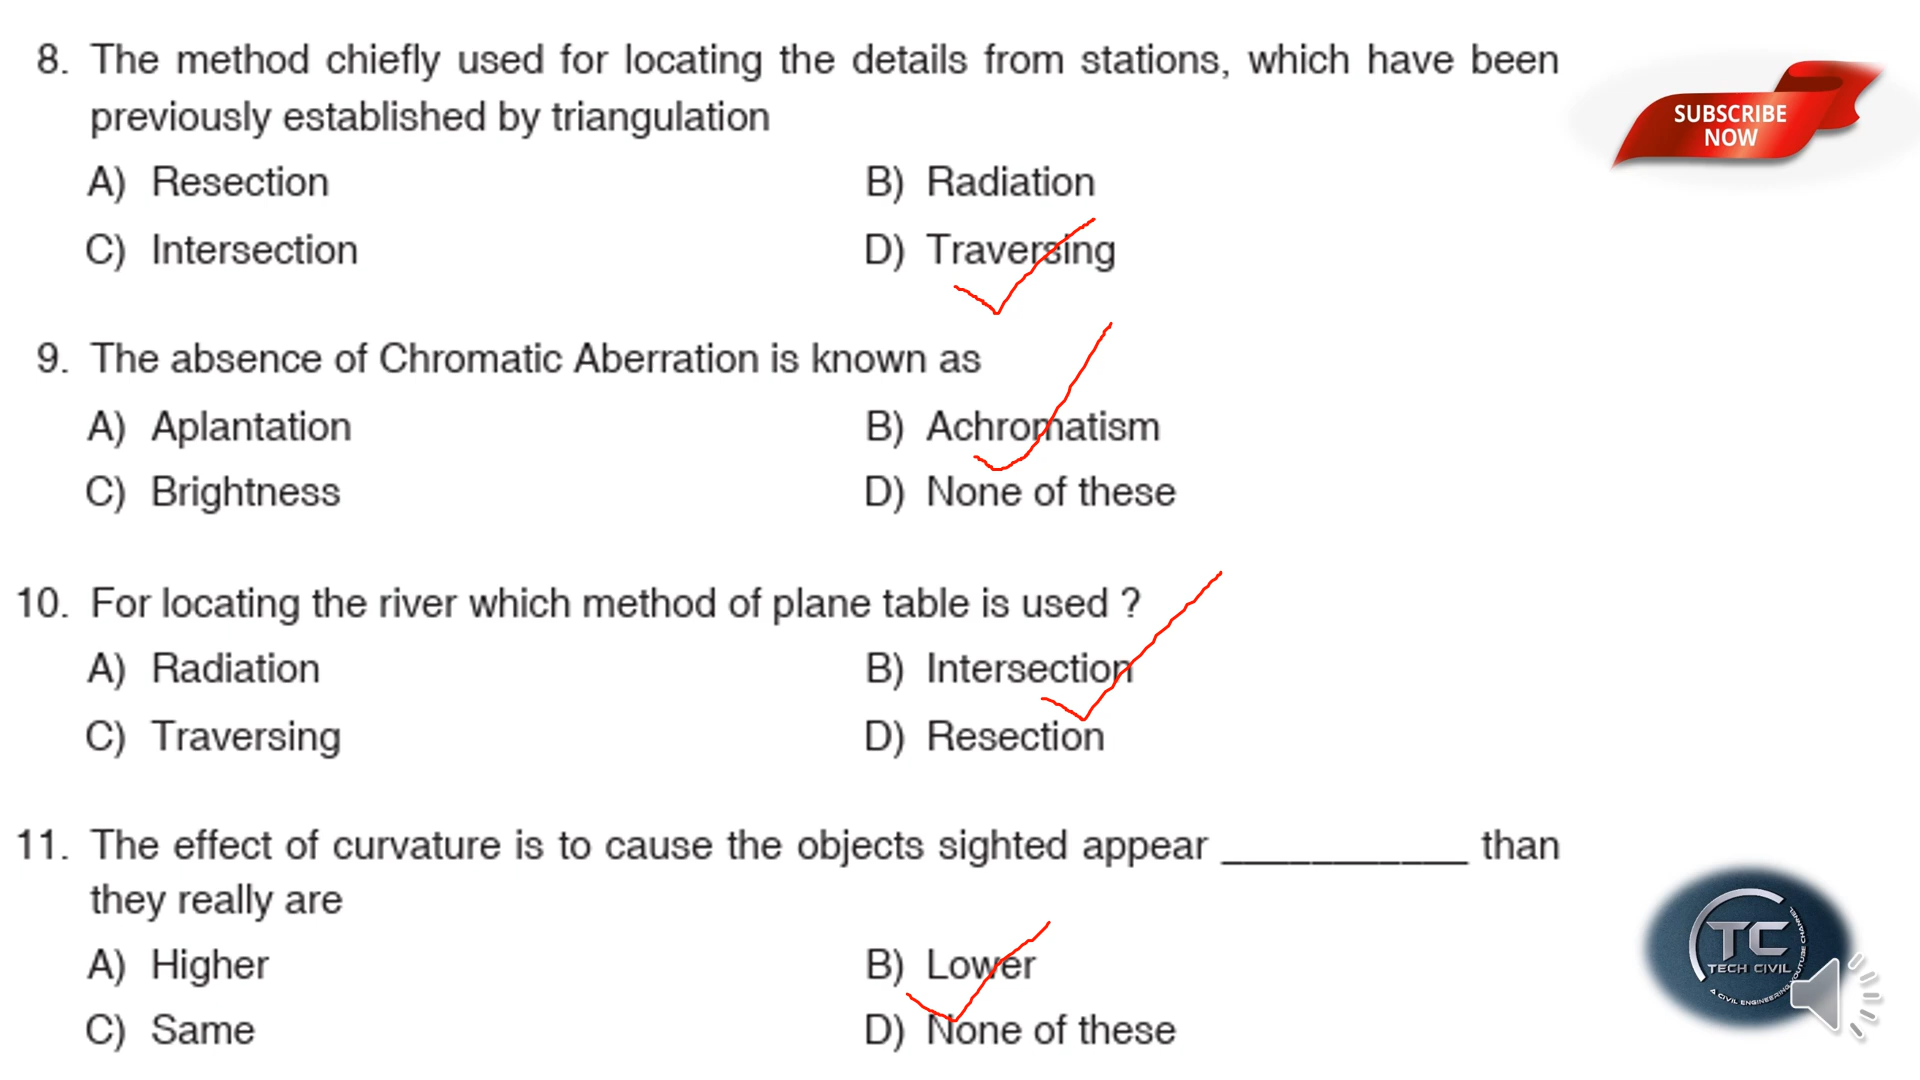 8. The method chiefly used for locating the details from stations, which have been
previously established by triangulation
A) Resection B) Radiation
C) Intersection D) Traversing
9. The absence of Chromatic Aberration is known as
A) Aplantation B) Achromatism
C) Brightness D) None of these
10. For locating the river which method of plane table is used ?
A) Radiation B) Intersection
C) Traversing D) Resection
11. The effect of curvature is to cause the objects sighted appear ___________ than
they really are
A) Higher B) Lower
C) Same D) None of these
SUBSCRIBE
NOW
TC
TECH CIVIL
A CIVIL ENGINEERING YOUTUBE CHANNEL